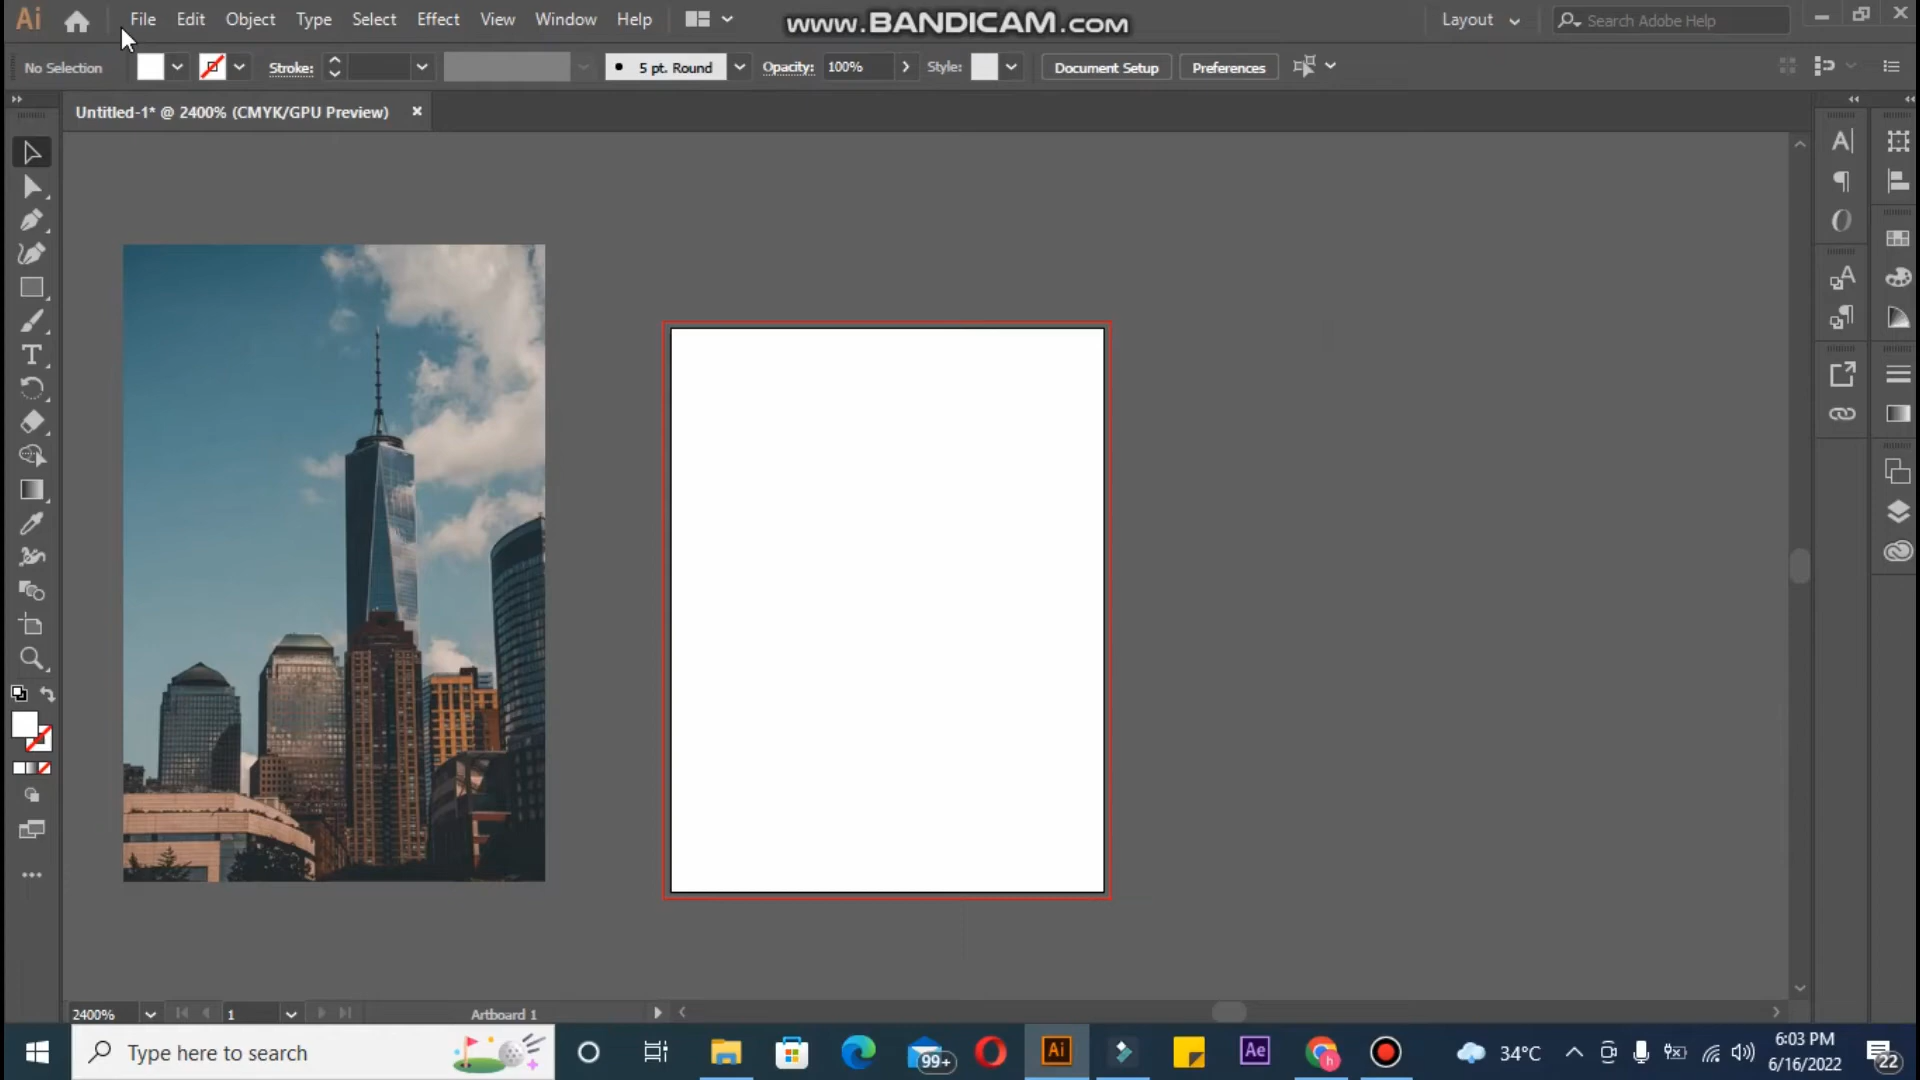 Ai File Edit Object Type Select Effect View Window Help www.BANDICAM.com Layout Search Adobe Help
No Selection Stroke: 5 pt. Round Opacity: 100% Style: Document Setup Preferences
Untitled-1* @ 2400% (CMYK/GPU Preview)
2400% 1 Artboard 1
Type here to search 99+ Ai Ae h 34°C 6:03 PM
6/16/2022 22